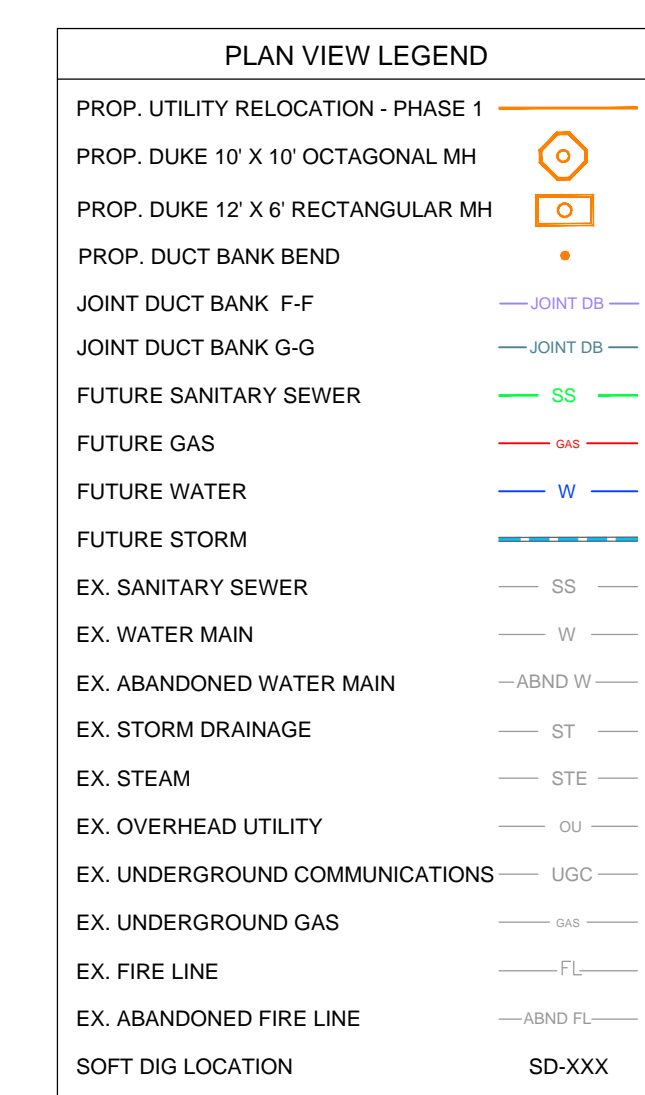 PLAN VIEW LEGEND
PROP. UTILITY RELOCATION - PHASE 1
PROP. DUKE 10' X 10' OCTAGONAL MH
PROP. DUKE 12' X 6' RECTANGULAR MH
PROP. DUCT BANK BEND
JOINT DUCT BANK F-F JOINT DB
JOINT DUCT BANK G-G JOINT DB
FUTURE SANITARY SEWER SS
FUTURE GAS GAS
FUTURE WATER W
FUTURE STORM
EX. SANITARY SEWER SS
EX. WATER MAIN W
EX. ABANDONED WATER MAIN ABND W
EX. STORM DRAINAGE ST
EX. STEAM STE
EX. OVERHEAD UTILITY OU
EX. UNDERGROUND COMMUNICATIONS UGC
EX. UNDERGROUND GAS GAS
EX. FIRE LINE FL
EX. ABANDONED FIRE LINE ABND FL
SOFT DIG LOCATION SD-XXX